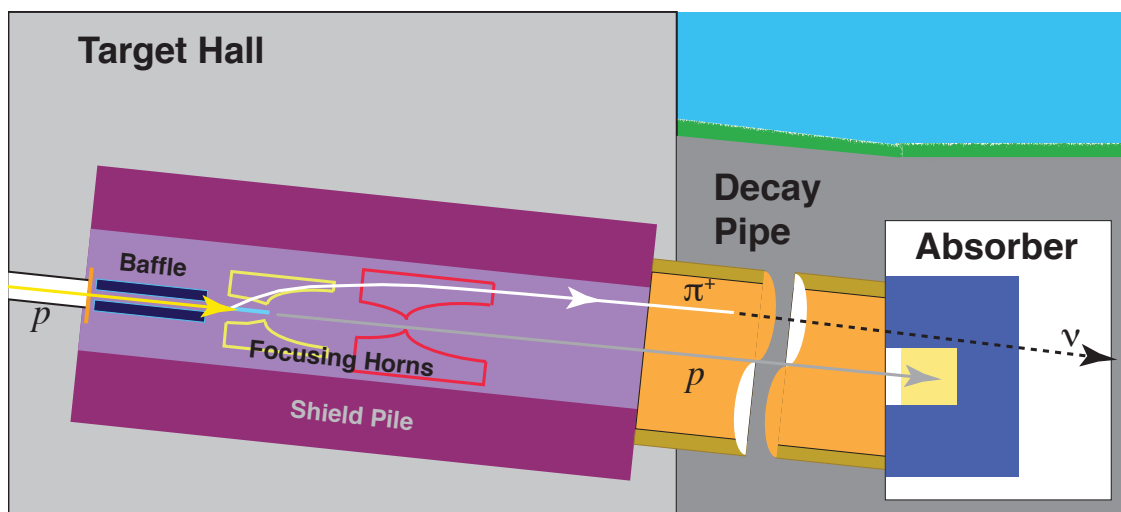 Target Hall
Decay
Pipe
Absorber
Baffle
π+
ν
p
Focusing Horns
p
Shield Pile